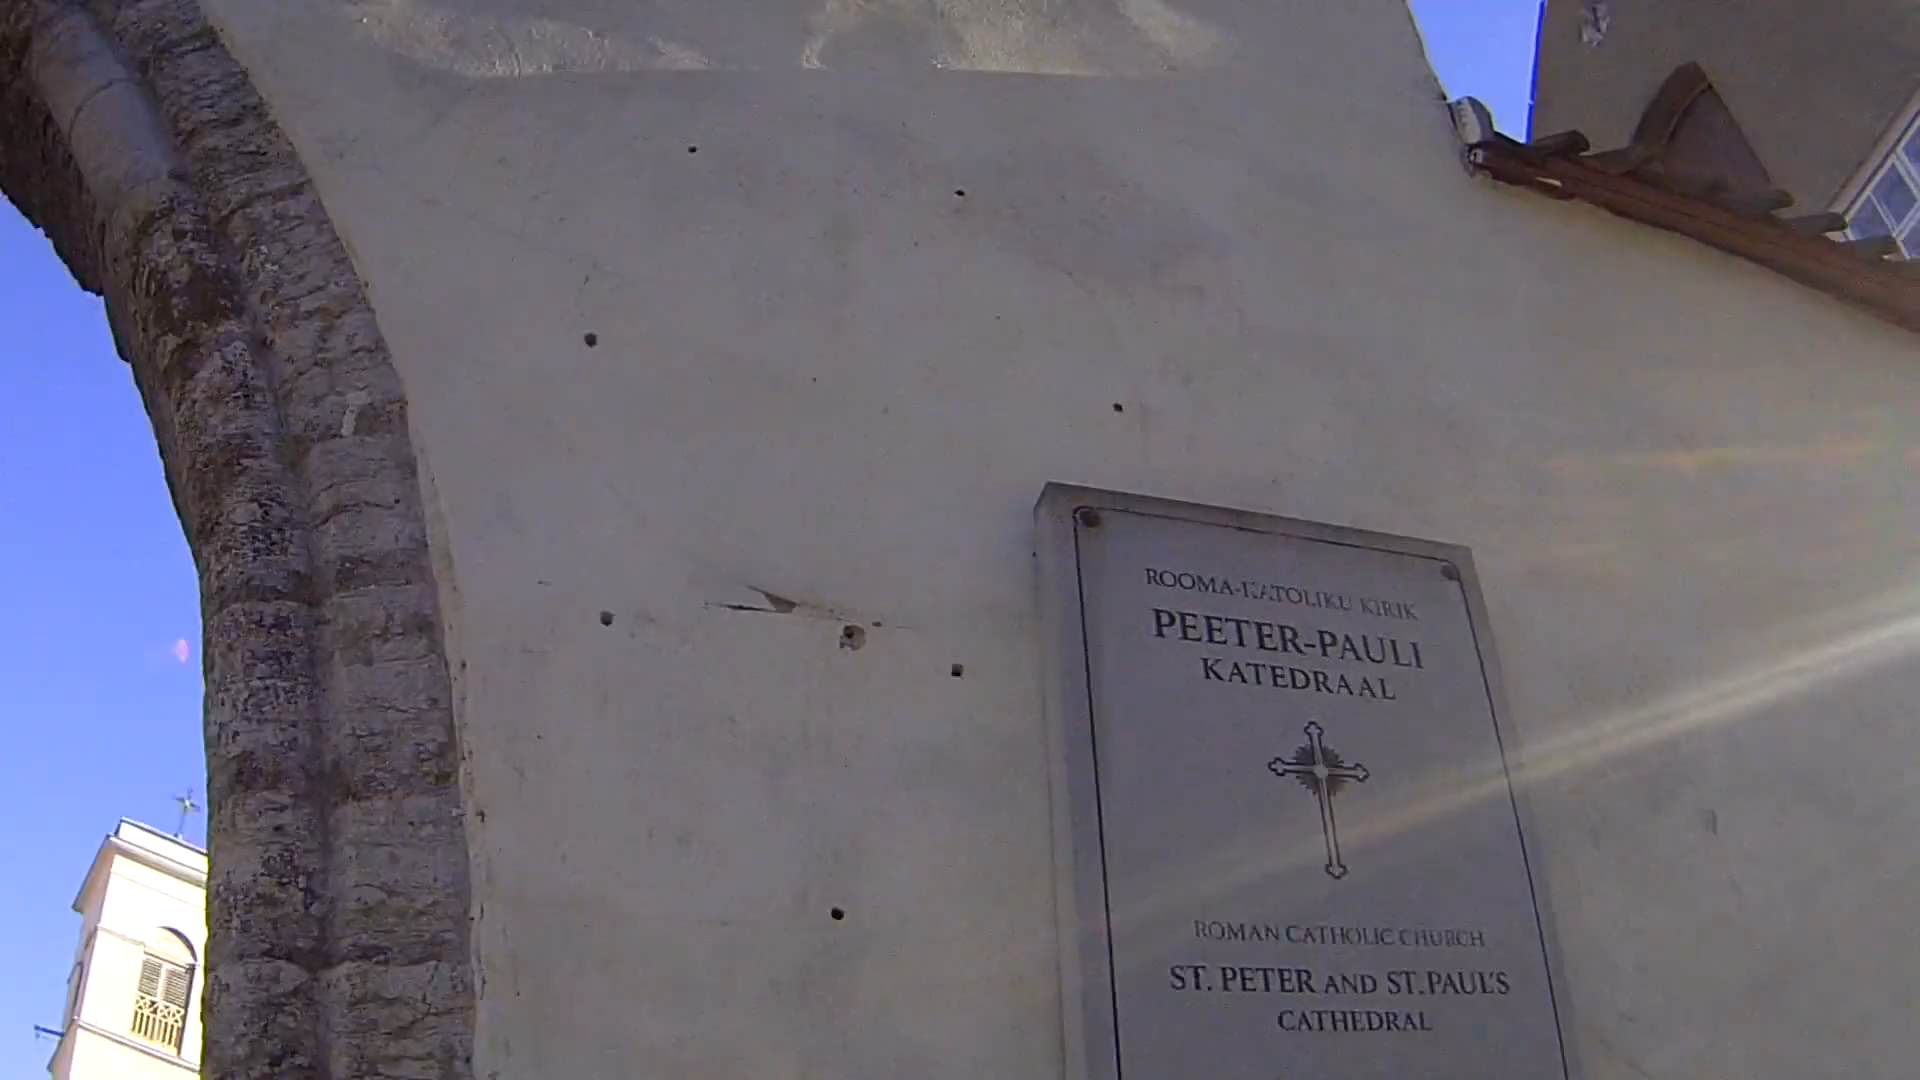 ROOMA-KATOLIKU KIRIK
PEETER-PAULI
KATEDRAAL
ROMAN CATHOLIC CHURCH
ST. PETER AND ST. PAUL'S
CATHEDRAL